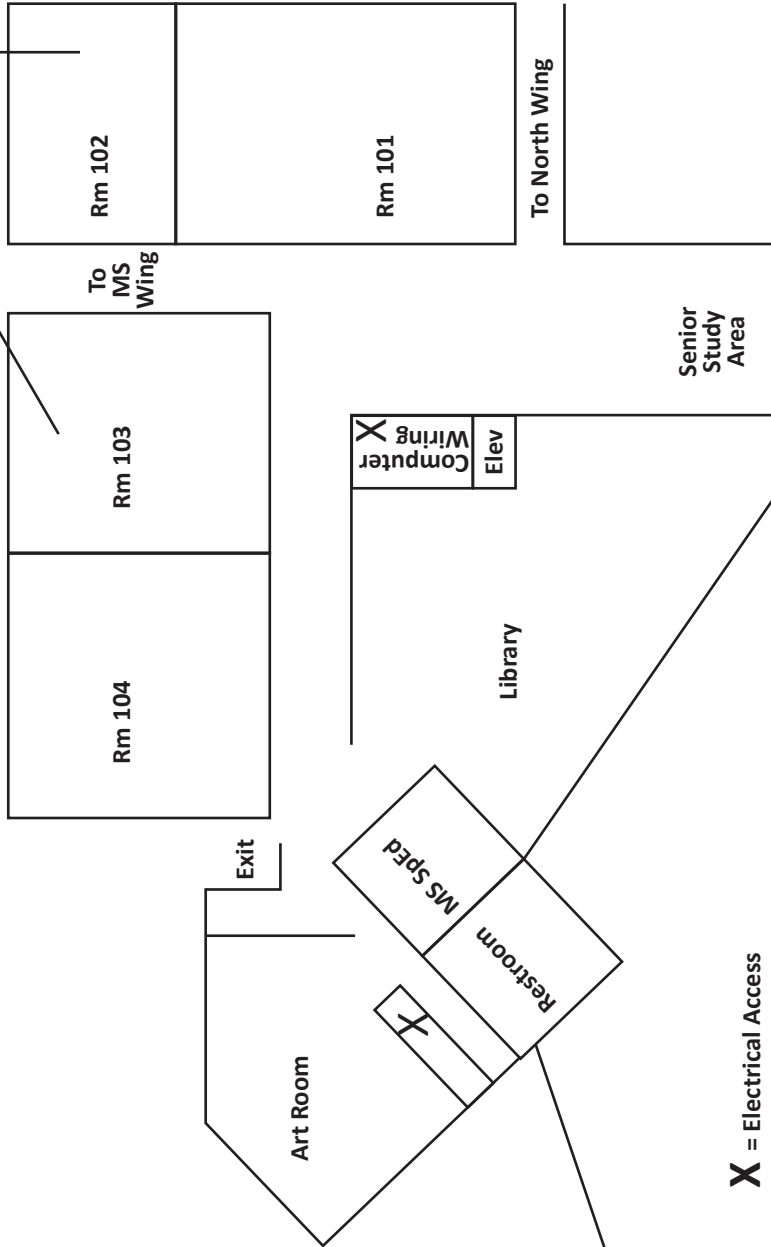 Rm 104
Rm 103
Rm 102
To
MS
Wing
Exit
Rm 101
Art Room
X
MS SpEd
Restroom
Library
Computer
Wiring
X
Elev
To North Wing
Senior
Study
Area
X = Electrical Access